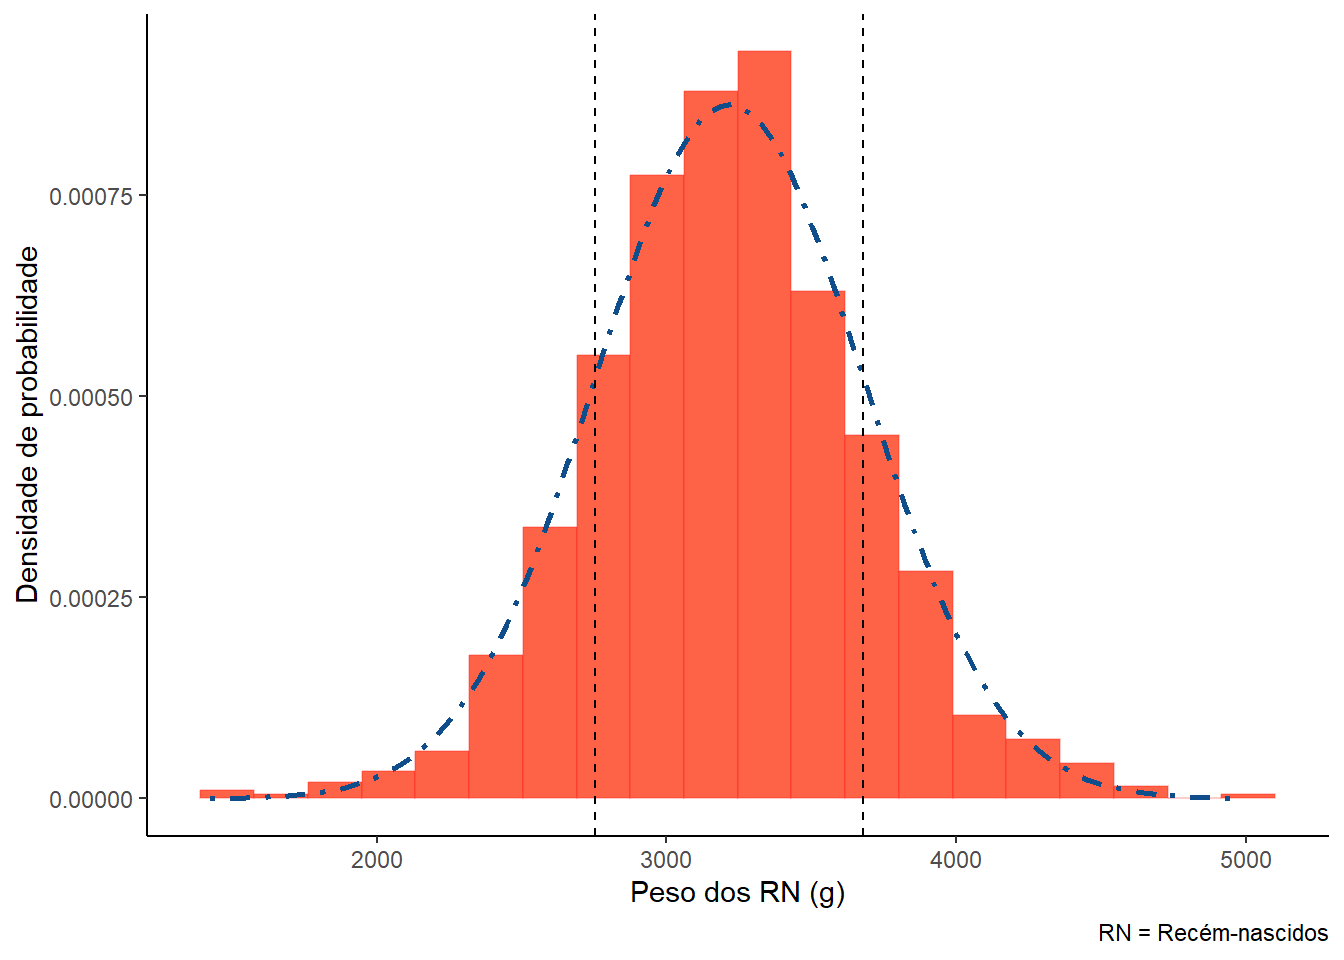 Densidade de probabilidade
0.00075
0.00050
0.00025
0.00000
2000 3000 4000 5000
Peso dos RN (g)
RN = Recém-nascidos